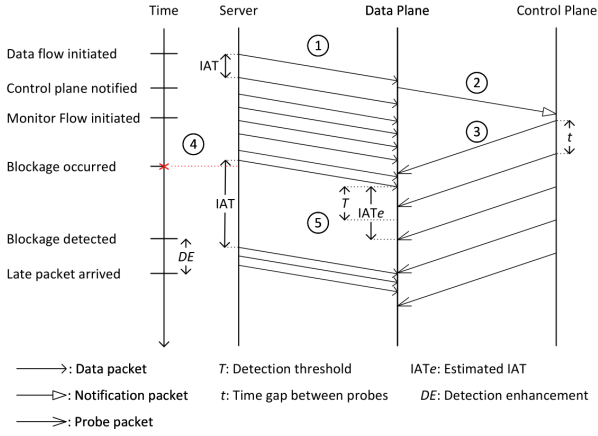 Time Server Data Plane Control Plane
Data flow initiated
1
IAT
Control plane notified
2
Monitor Flow initiated
3
t
4
Blockage occurred
IAT
T
IATe
5
Blockage detected
DE
Late packet arrived
: Data packet T: Detection threshold IATe: Estimated IAT
: Notification packet t: Time gap between probes DE: Detection enhancement
: Probe packet